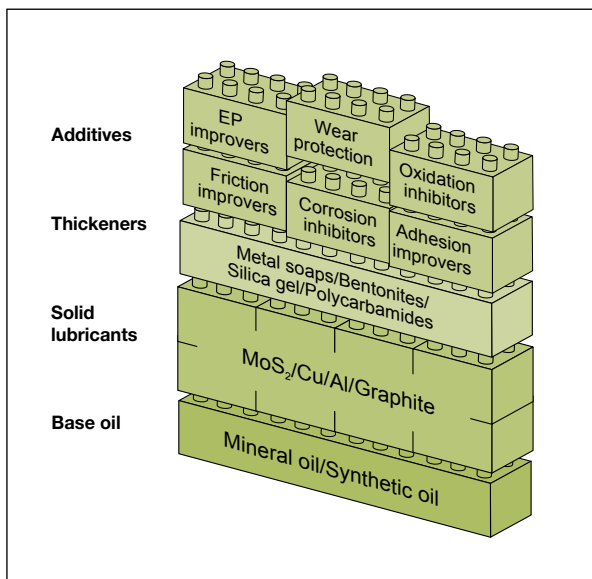 Additives
EP
improvers
Wear
protection
Oxidation
inhibitors
Friction
improvers
Corrosion
inhibitors
Adhesion
improvers
Thickeners
Metal soaps/Bentonites/
Silica gel/Polycarbamides
Solid
lubricants
MoS₂/Cu/Al/Graphite
Base oil
Mineral oil/Synthetic oil